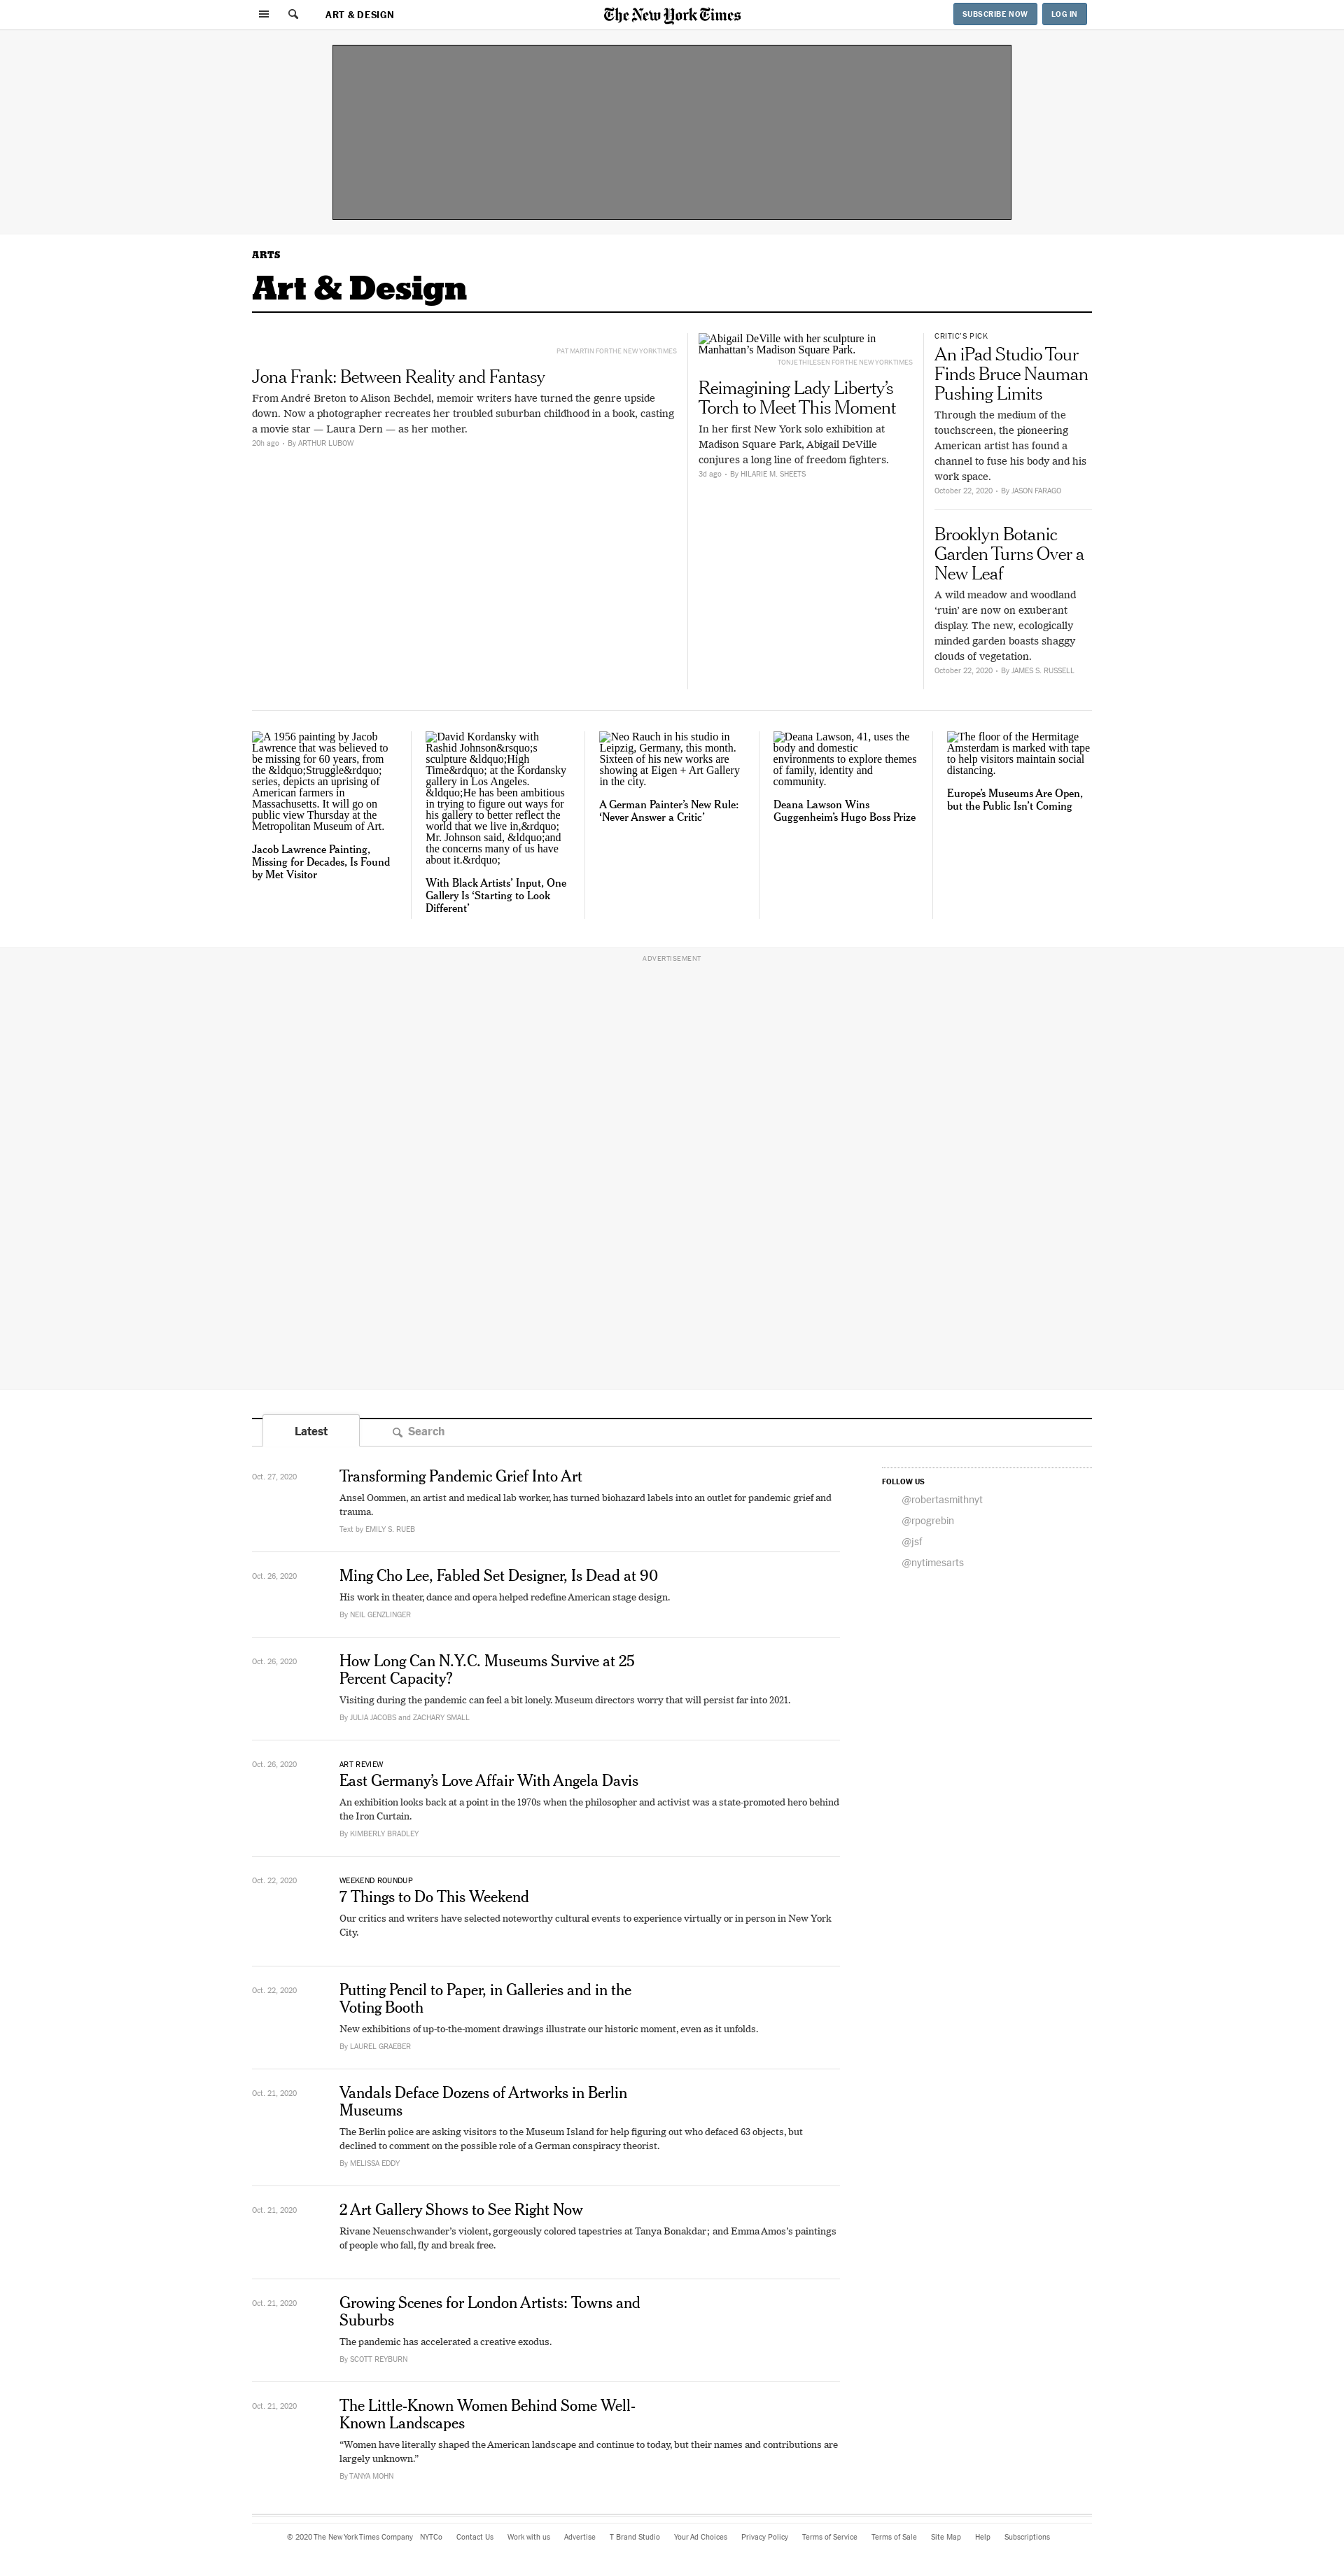 ART & DESIGN
The New York Times
SUBSCRIBE NOW
LOG IN
ARTS
Art & Design
PAT MARTIN FOR THE NEW YORK TIMES
Jona Frank: Between Reality and Fantasy
From André Breton to Alison Bechdel, memoir writers have turned the genre upside
down. Now a photographer recreates her troubled suburban childhood in a book, casting
a movie star — Laura Dern — as her mother.
20h ago • By ARTHUR LUBOW
Abigail DeVille with her sculpture in
Manhattan’s Madison Square Park.
TONJE THILESEN FOR THE NEW YORK TIMES
Reimagining Lady Liberty’s
Torch to Meet This Moment
In her first New York solo exhibition at
Madison Square Park, Abigail DeVille
conjures a long line of freedom fighters.
3d ago • By HILARIE M. SHEETS
CRITIC’S PICK
An iPad Studio Tour
Finds Bruce Nauman
Pushing Limits
Through the medium of the
touchscreen, the pioneering
American artist has found a
channel to fuse his body and his
work space.
October 22, 2020 • By JASON FARAGO
Brooklyn Botanic
Garden Turns Over a
New Leaf
A wild meadow and woodland
‘ruin’ are now on exuberant
display. The new, ecologically
minded garden boasts shaggy
clouds of vegetation.
October 22, 2020 • By JAMES S. RUSSELL
A 1956 painting by Jacob
Lawrence that was believed to
be missing for 60 years, from
the &ldquo;Struggle&rdquo;
series, depicts an uprising of
American farmers in
Massachusetts. It will go on
public view Thursday at the
Metropolitan Museum of Art.
Jacob Lawrence Painting,
Missing for Decades, Is Found
by Met Visitor
David Kordansky with
Rashid Johnson&rsquo;s
sculpture &ldquo;High
Time&rdquo; at the Kordansky
gallery in Los Angeles.
&ldquo;He has been ambitious
in trying to figure out ways for
his gallery to better reflect the
world that we live in,&rdquo;
Mr. Johnson said, &ldquo;and
the concerns many of us have
about it.&rdquo;
With Black Artists’ Input, One
Gallery Is ‘Starting to Look
Different’
Neo Rauch in his studio in
Leipzig, Germany, this month.
Sixteen of his new works are
showing at Eigen + Art Gallery
in the city.
A German Painter’s New Rule:
‘Never Answer a Critic’
Deana Lawson, 41, uses the
body and domestic
environments to explore themes
of family, identity and
community.
Deana Lawson Wins
Guggenheim’s Hugo Boss Prize
The floor of the Hermitage
Amsterdam is marked with tape
to help visitors maintain social
distancing.
Europe’s Museums Are Open,
but the Public Isn’t Coming
ADVERTISEMENT
Latest
Search
Oct. 27, 2020
Transforming Pandemic Grief Into Art
Ansel Oommen, an artist and medical lab worker, has turned biohazard labels into an outlet for pandemic grief and
trauma.
Text by EMILY S. RUEB
FOLLOW US
@robertasmithnyt
@rpogrebin
@jsf
@nytimesarts
Oct. 26, 2020
Ming Cho Lee, Fabled Set Designer, Is Dead at 90
His work in theater, dance and opera helped redefine American stage design.
By NEIL GENZLINGER
Oct. 26, 2020
How Long Can N.Y.C. Museums Survive at 25
Percent Capacity?
Visiting during the pandemic can feel a bit lonely. Museum directors worry that will persist far into 2021.
By JULIA JACOBS and ZACHARY SMALL
Oct. 26, 2020
ART REVIEW
East Germany’s Love Affair With Angela Davis
An exhibition looks back at a point in the 1970s when the philosopher and activist was a state-promoted hero behind
the Iron Curtain.
By KIMBERLY BRADLEY
Oct. 22, 2020
WEEKEND ROUNDUP
7 Things to Do This Weekend
Our critics and writers have selected noteworthy cultural events to experience virtually or in person in New York
City.
Oct. 22, 2020
Putting Pencil to Paper, in Galleries and in the
Voting Booth
New exhibitions of up-to-the-moment drawings illustrate our historic moment, even as it unfolds.
By LAUREL GRAEBER
Oct. 21, 2020
Vandals Deface Dozens of Artworks in Berlin
Museums
The Berlin police are asking visitors to the Museum Island for help figuring out who defaced 63 objects, but
declined to comment on the possible role of a German conspiracy theorist.
By MELISSA EDDY
Oct. 21, 2020
2 Art Gallery Shows to See Right Now
Rivane Neuenschwander’s violent, gorgeously colored tapestries at Tanya Bonakdar; and Emma Amos’s paintings
of people who fall, fly and break free.
Oct. 21, 2020
Growing Scenes for London Artists: Towns and
Suburbs
The pandemic has accelerated a creative exodus.
By SCOTT REYBURN
Oct. 21, 2020
The Little-Known Women Behind Some Well-
Known Landscapes
“Women have literally shaped the American landscape and continue to today, but their names and contributions are
largely unknown.”
By TANYA MOHN
© 2020 The New York Times Company NYTCo Contact Us Work with us Advertise T Brand Studio Your Ad Choices Privacy Policy Terms of Service Terms of Sale Site Map Help Subscriptions